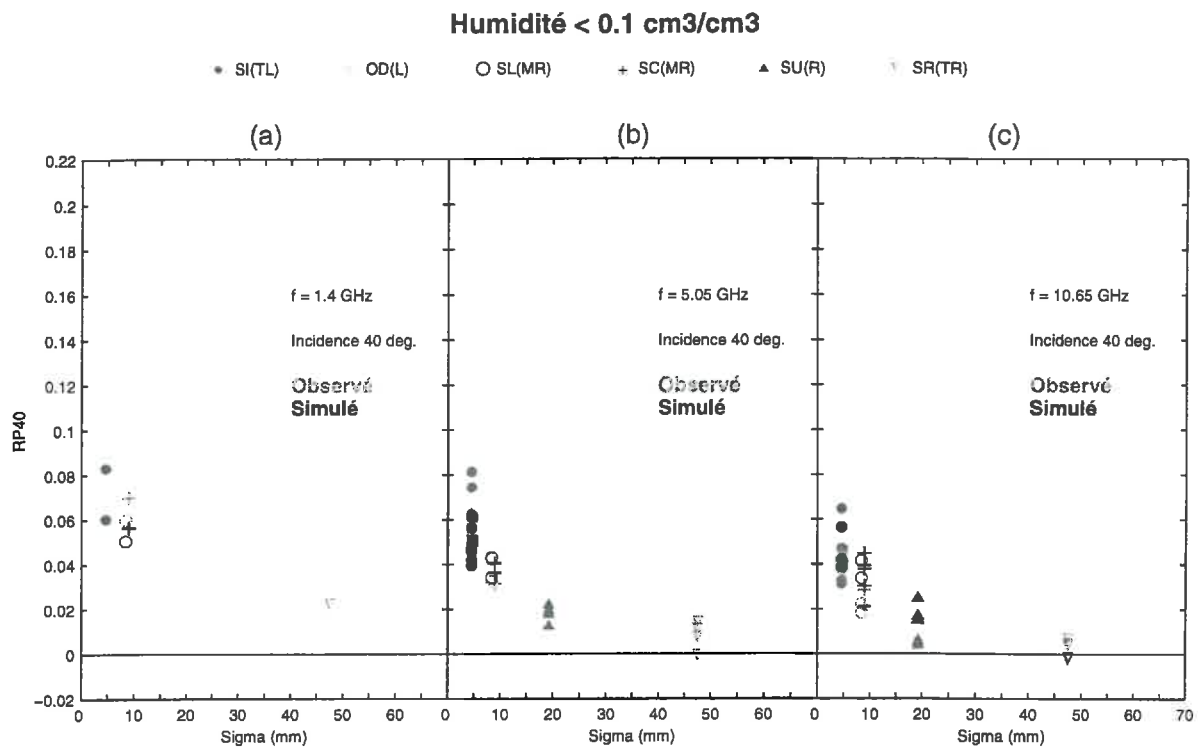 Humidité < 0.1 cm3/cm3
SI(TL) OD(L) SL(MR) SC(MR) SU(R) SR(TR)
(a) (b) (c)
0.22
0.2
0.18
0.16
0.14
0.12
0.1
0.08
0.06
0.04
0.02
0
−0.02
RP40
f = 1.4 GHz
Incidence 40 deg.
Observé
Simulé
f = 5.05 GHz
Incidence 40 deg.
Observé
Simulé
f = 10.65 GHz
Incidence 40 deg.
Observé
Simulé
0 10 20 30 40 50 60 0 10 20 30 40 50 60 0 10 20 30 40 50 60 70
Sigma (mm) Sigma (mm) Sigma (mm)